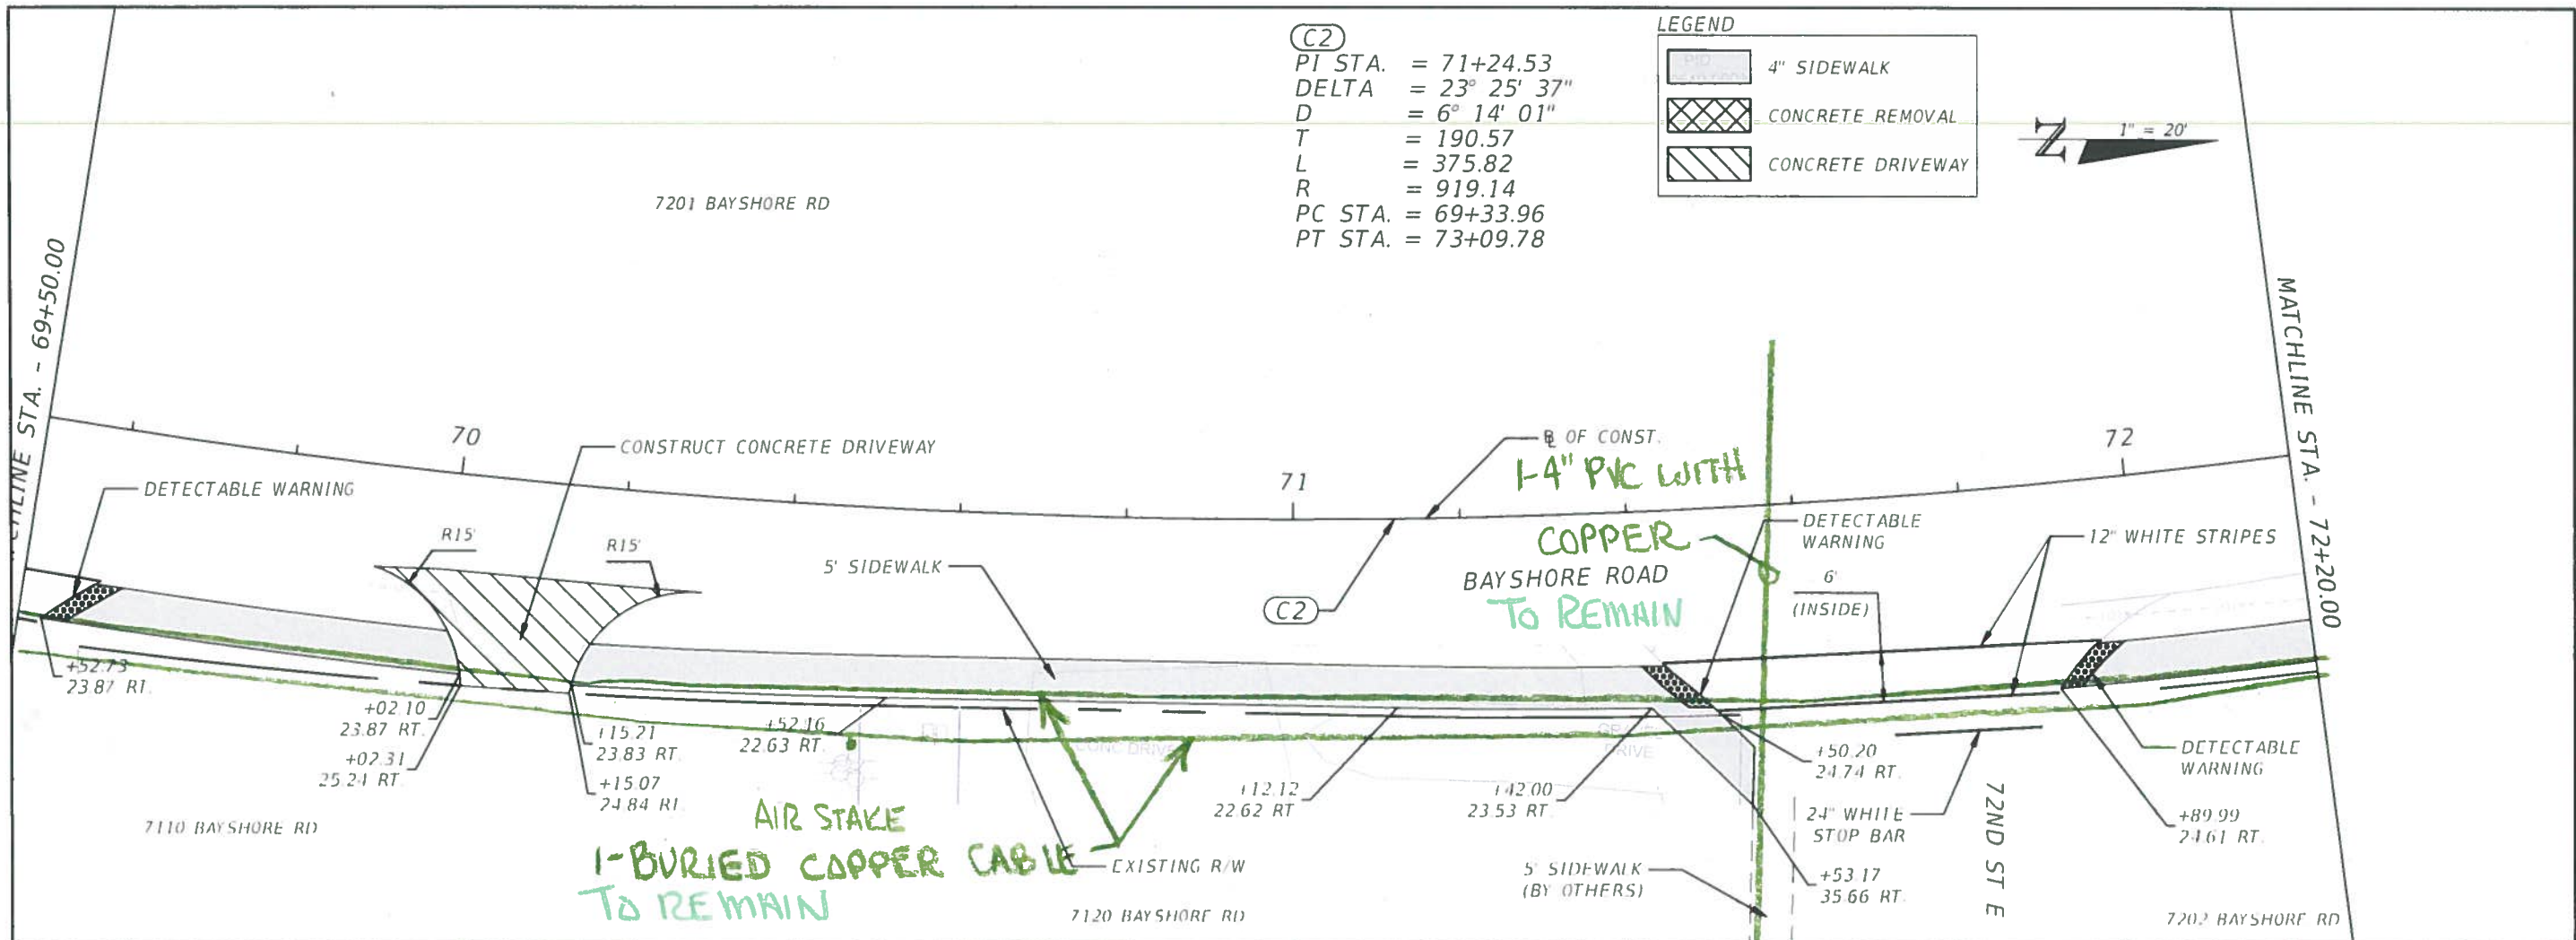 C2
PI STA. = 71+24.53
DELTA = 23° 25' 37"
D = 6° 14' 01"
T = 190.57
L = 375.82
R = 919.14
PC STA. = 69+33.96
PT STA. = 73+09.78
LEGEND
4" SIDEWALK
CONCRETE REMOVAL
CONCRETE DRIVEWAY
N
1" = 20'
7201 BAYSHORE RD
STA. - 69+50.00
MATCHLINE STA. - 72+20.00
70
71
72
CONSTRUCT CONCRETE DRIVEWAY
DETECTABLE WARNING
R15'
R15'
5' SIDEWALK
℄ OF CONST.
1-4" PVC WITH
COPPER
BAYSHORE ROAD
TO REMAIN
C2
DETECTABLE
WARNING
6'
(INSIDE)
12" WHITE STRIPES
+52.73
23.87 RT.
+02.10
23.87 RT.
+02.31
25.24 RT.
+15.21
23.83 RT.
+15.07
24.84 RT.
+52.16
22.63 RT.
CONC DRIVE
DRIVE
+12.12
22.62 RT
+42.00
23.53 RT.
+50.20
24.74 RT.
24" WHITE
STOP BAR
+53.17
35.66 RT.
DETECTABLE
WARNING
+89.99
24.61 RT.
72ND ST E
7110 BAYSHORE RD
AIR STAKE
1-BURIED COPPER CABLE
TO REMAIN
EXISTING R/W
7120 BAYSHORE RD
5' SIDEWALK
(BY OTHERS)
7202 BAYSHORE RD